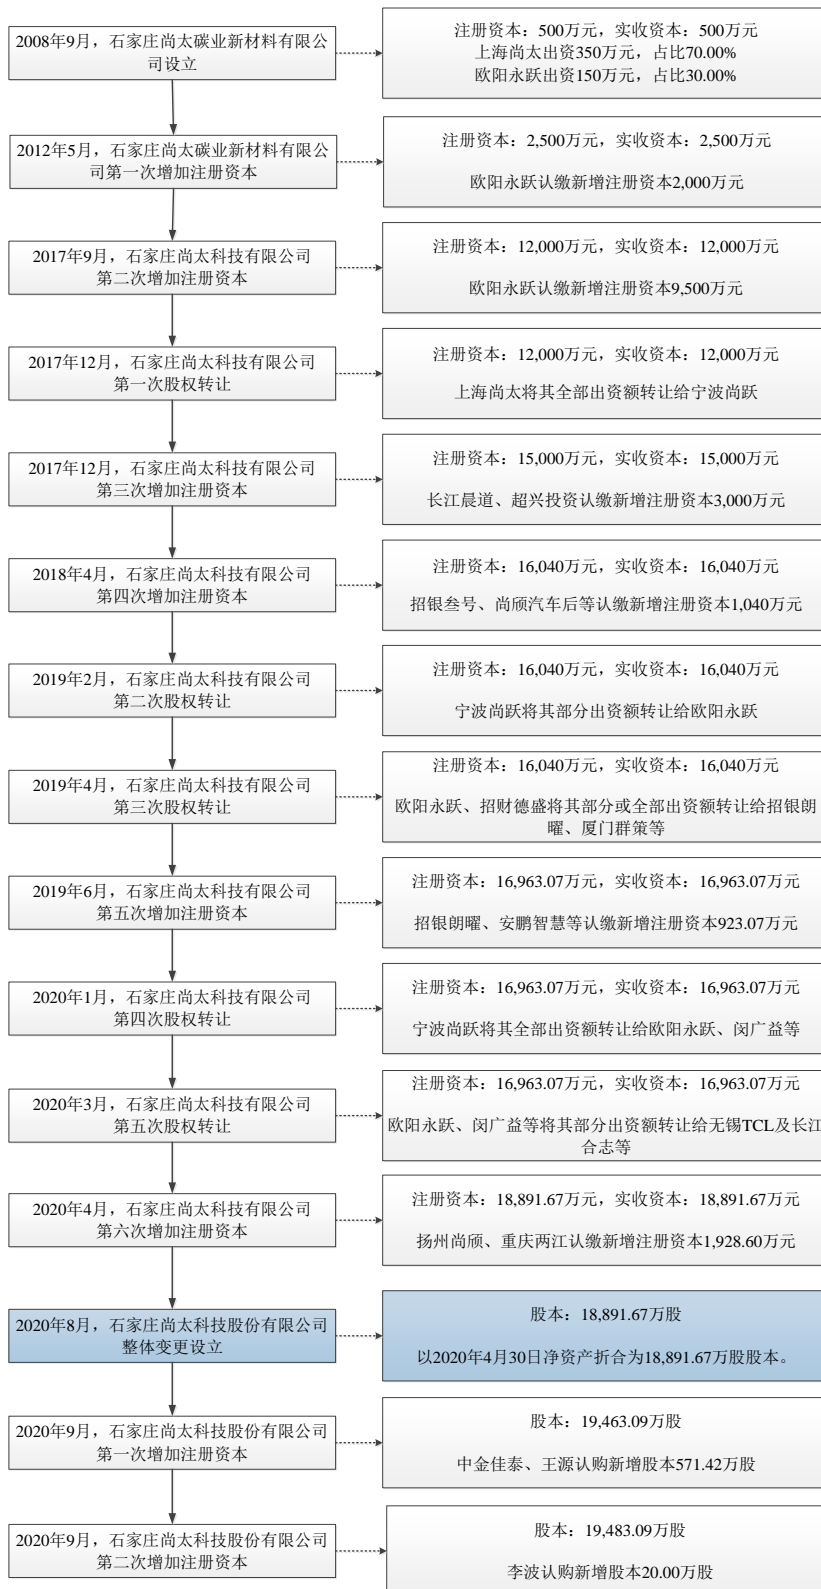 2008年9月，石家庄尚太碳业新材料有限公
司设立
注册资本：500万元，实收资本：500万元
上海尚太出资350万元，占比70.00%
欧阳永跃出资150万元，占比30.00%
2012年5月，石家庄尚太碳业新材料有限公
司第一次增加注册资本
注册资本：2,500万元，实收资本：2,500万元
欧阳永跃认缴新增注册资本2,000万元
2017年9月，石家庄尚太科技有限公司
第二次增加注册资本
注册资本：12,000万元，实收资本：12,000万元
欧阳永跃认缴新增注册资本9,500万元
2017年12月，石家庄尚太科技有限公司
第一次股权转让
注册资本：12,000万元，实收资本：12,000万元
上海尚太将其全部出资额转让给宁波尚跃
2017年12月，石家庄尚太科技有限公司
第三次增加注册资本
注册资本：15,000万元，实收资本：15,000万元
长江晨道、超兴投资认缴新增注册资本3,000万元
2018年4月，石家庄尚太科技有限公司
第四次增加注册资本
注册资本：16,040万元，实收资本：16,040万元
招银叁号、尚颀汽车后等认缴新增注册资本1,040万元
2019年2月，石家庄尚太科技有限公司
第二次股权转让
注册资本：16,040万元，实收资本：16,040万元
宁波尚跃将其部分出资额转让给欧阳永跃
2019年4月，石家庄尚太科技有限公司
第三次股权转让
注册资本：16,040万元，实收资本：16,040万元
欧阳永跃、招财德盛将其部分或全部出资额转让给招银朗
曜、厦门群策等
2019年6月，石家庄尚太科技有限公司
第五次增加注册资本
注册资本：16,963.07万元，实收资本：16,963.07万元
招银朗曜、安鹏智慧等认缴新增注册资本923.07万元
2020年1月，石家庄尚太科技有限公司
第四次股权转让
注册资本：16,963.07万元，实收资本：16,963.07万元
宁波尚跃将其全部出资额转让给欧阳永跃、闵广益等
2020年3月，石家庄尚太科技有限公司
第五次股权转让
注册资本：16,963.07万元，实收资本：16,963.07万元
欧阳永跃、闵广益等将其部分出资额转让给无锡TCL及长江
合志等
2020年4月，石家庄尚太科技有限公司
第六次增加注册资本
注册资本：18,891.67万元，实收资本：18,891.67万元
扬州尚颀、重庆两江认缴新增注册资本1,928.60万元
2020年8月，石家庄尚太科技股份有限公司
整体变更设立
股本：18,891.67万股
以2020年4月30日净资产折合为18,891.67万股股本。
2020年9月，石家庄尚太科技股份有限公司
第一次增加注册资本
股本：19,463.09万股
中金佳泰、王源认购新增股本571.42万股
2020年9月，石家庄尚太科技股份有限公司
第二次增加注册资本
股本：19,483.09万股
李波认购新增股本20.00万股